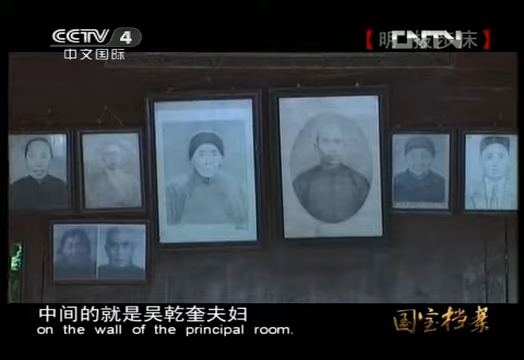 CCTV 4
中文国际
CNTV
中间的就是吴乾奎夫妇
on the wall of the principal room.
国宝档案